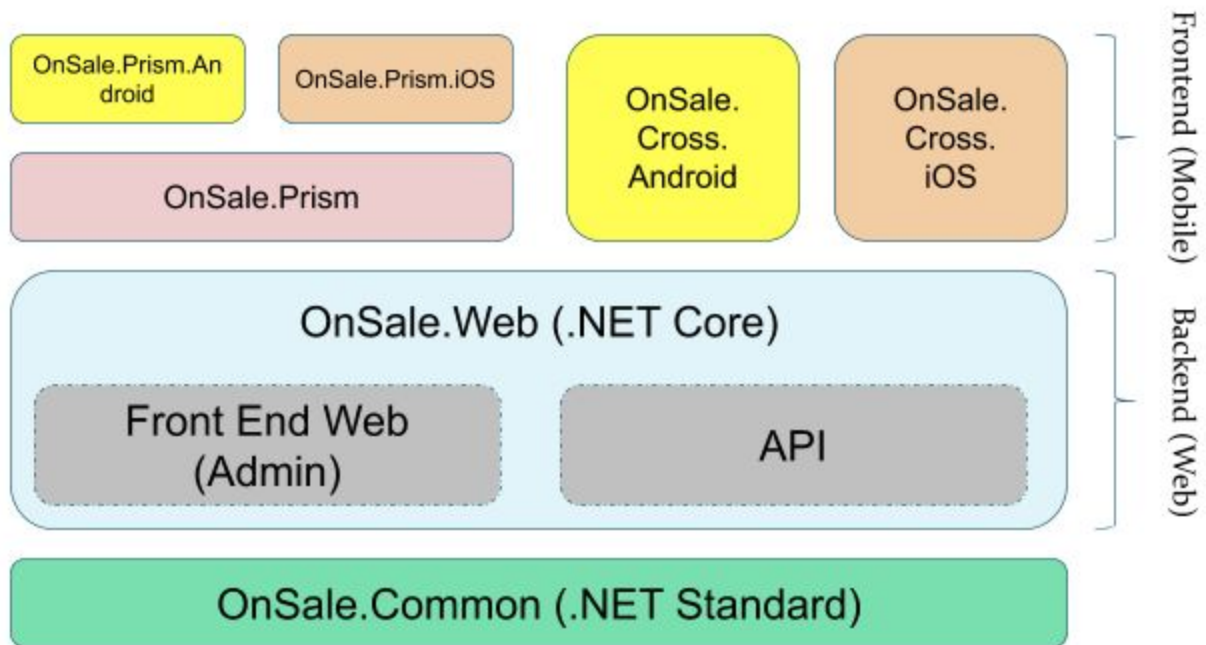 OnSale.Prism.An
droid
OnSale.Prism.iOS
OnSale.
Cross.
Android
OnSale.
Cross.
iOS
Frontend (Mobile)
OnSale.Prism
OnSale.Web (.NET Core)
Front End Web
(Admin)
API
Backend (Web)
OnSale.Common (.NET Standard)